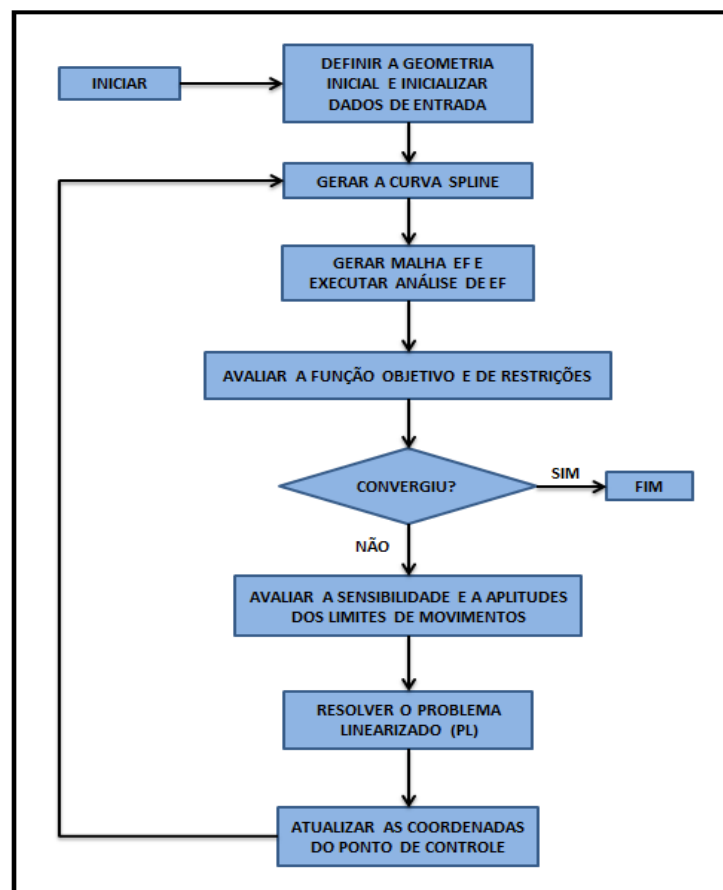 INICIAR
DEFINIR A GEOMETRIA
INICIAL E INICIALIZAR
DADOS DE ENTRADA
GERAR A CURVA SPLINE
GERAR MALHA EF E
EXECUTAR ANÁLISE DE EF
AVALIAR A FUNÇÃO OBJETIVO E DE RESTRIÇÕES
CONVERGIU?
SIM
FIM
NÃO
AVALIAR A SENSIBILIDADE E A APLITUDES
DOS LIMITES DE MOVIMENTOS
RESOLVER O PROBLEMA
LINEARIZADO (PL)
ATUALIZAR AS COORDENADAS
DO PONTO DE CONTROLE